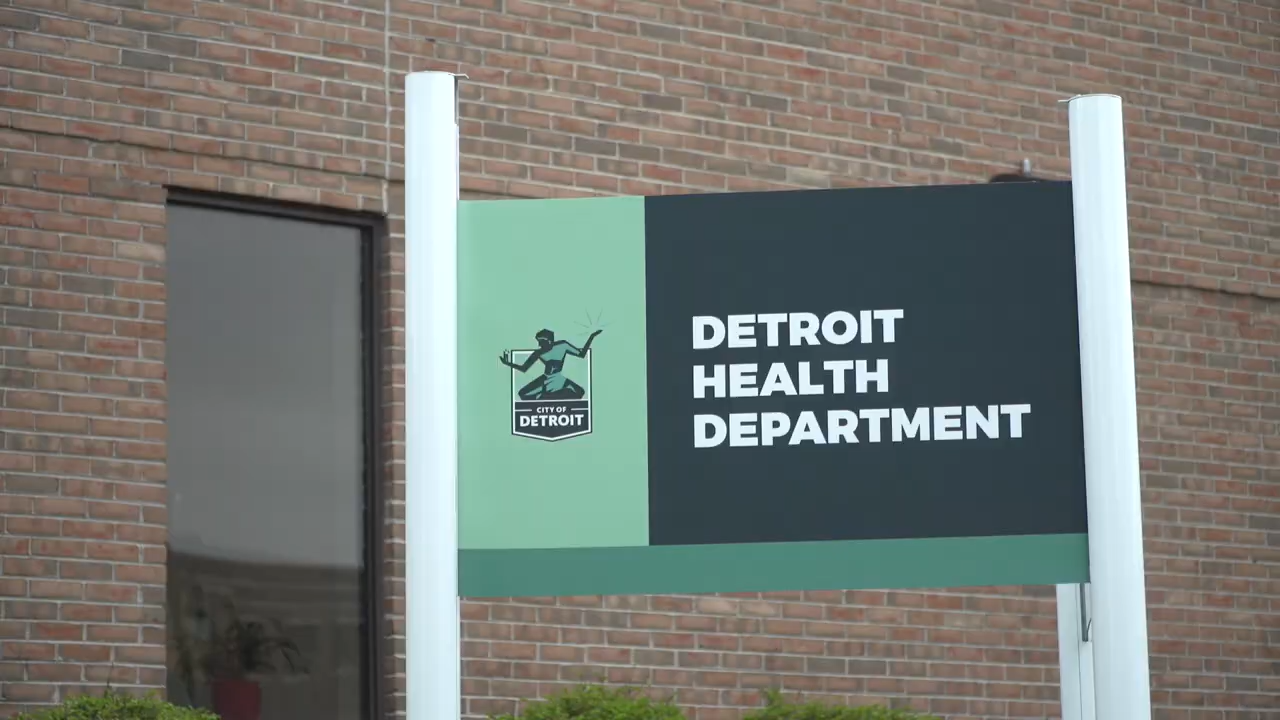 CITY OF
DETROIT
DETROIT
HEALTH
DEPARTMENT